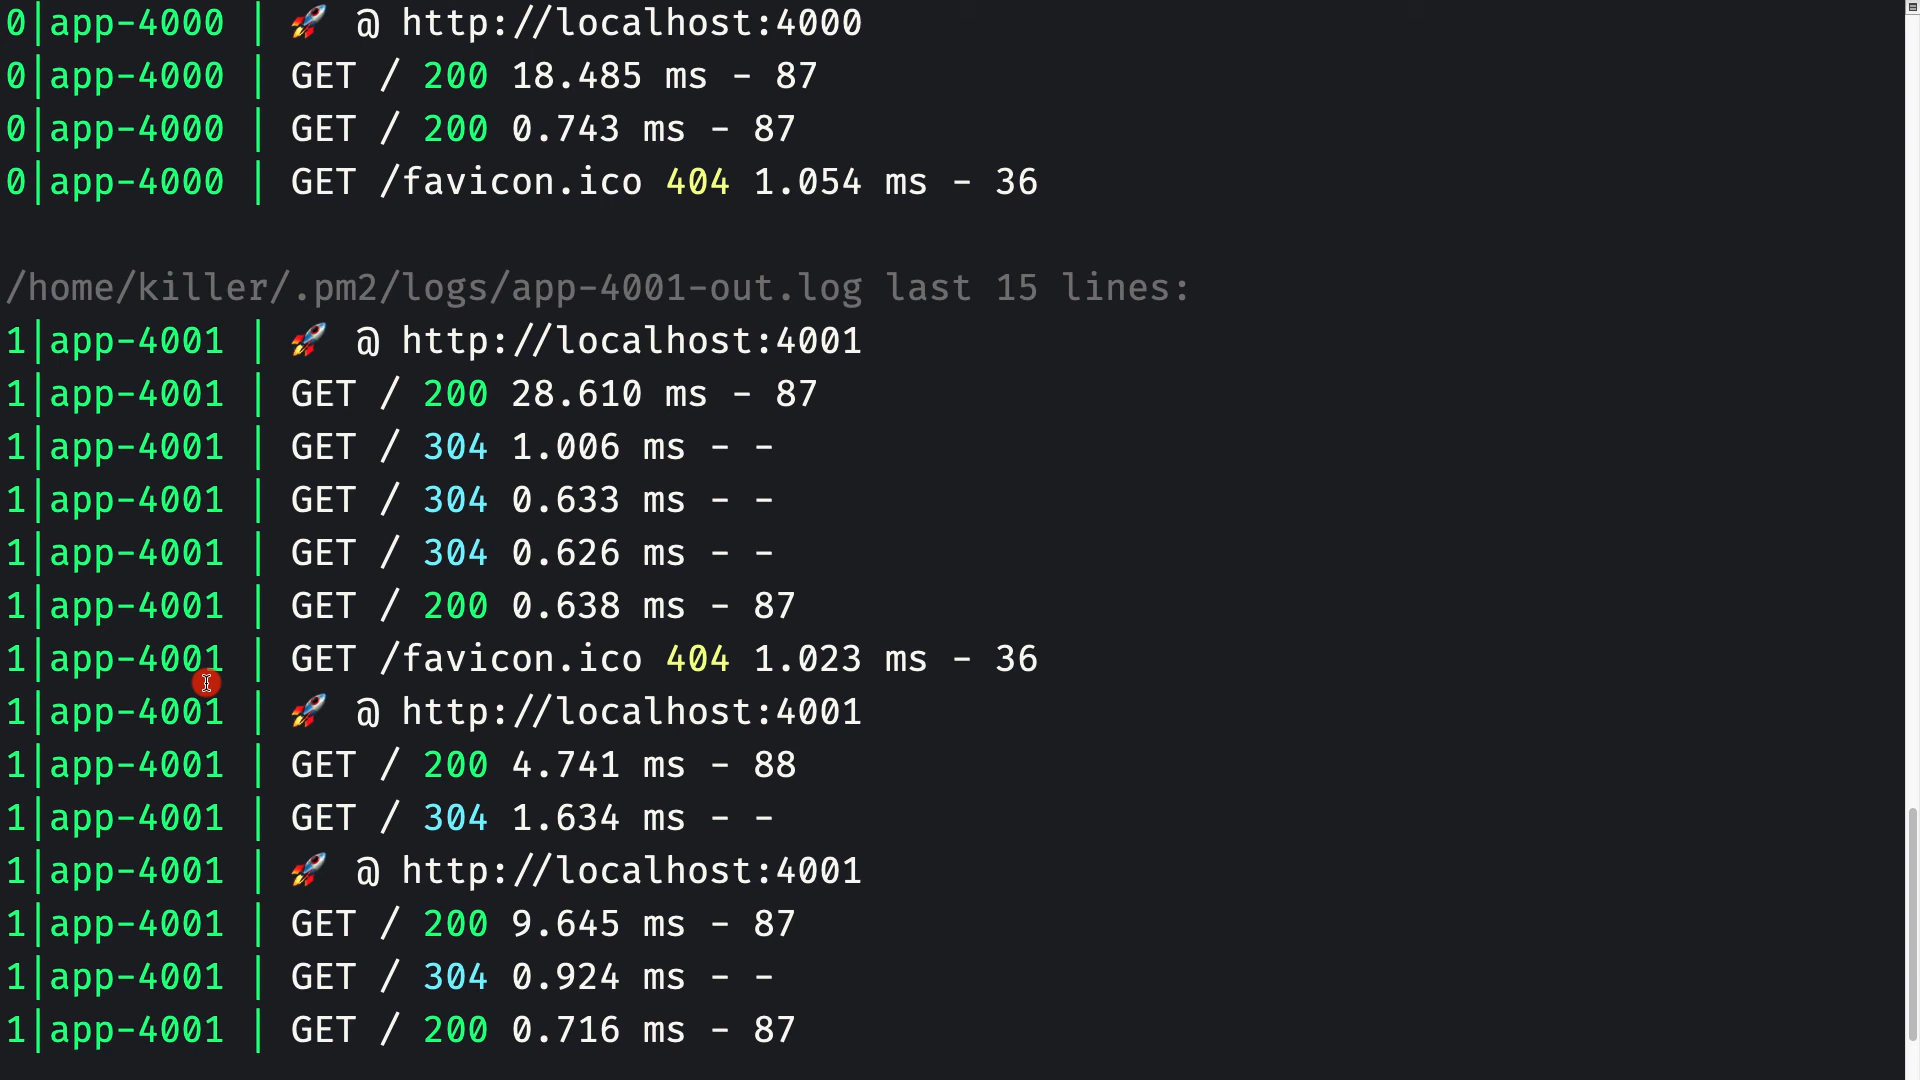 0|app-4000 | 🚀 @ http://localhost:4000
0|app-4000 | GET / 200 18.485 ms - 87
0|app-4000 | GET / 200 0.743 ms - 87
0|app-4000 | GET /favicon.ico 404 1.054 ms - 36
/home/killer/.pm2/logs/app-4001-out.log last 15 lines:
1|app-4001 | 🚀 @ http://localhost:4001
1|app-4001 | GET / 200 28.610 ms - 87
1|app-4001 | GET / 304 1.006 ms - -
1|app-4001 | GET / 304 0.633 ms - -
1|app-4001 | GET / 304 0.626 ms - -
1|app-4001 | GET / 200 0.638 ms - 87
1|app-4001 | GET /favicon.ico 404 1.023 ms - 36
1|app-4001 | 🚀 @ http://localhost:4001
1|app-4001 | GET / 200 4.741 ms - 88
1|app-4001 | GET / 304 1.634 ms - -
1|app-4001 | 🚀 @ http://localhost:4001
1|app-4001 | GET / 200 9.645 ms - 87
1|app-4001 | GET / 304 0.924 ms - -
1|app-4001 | GET / 200 0.716 ms - 87